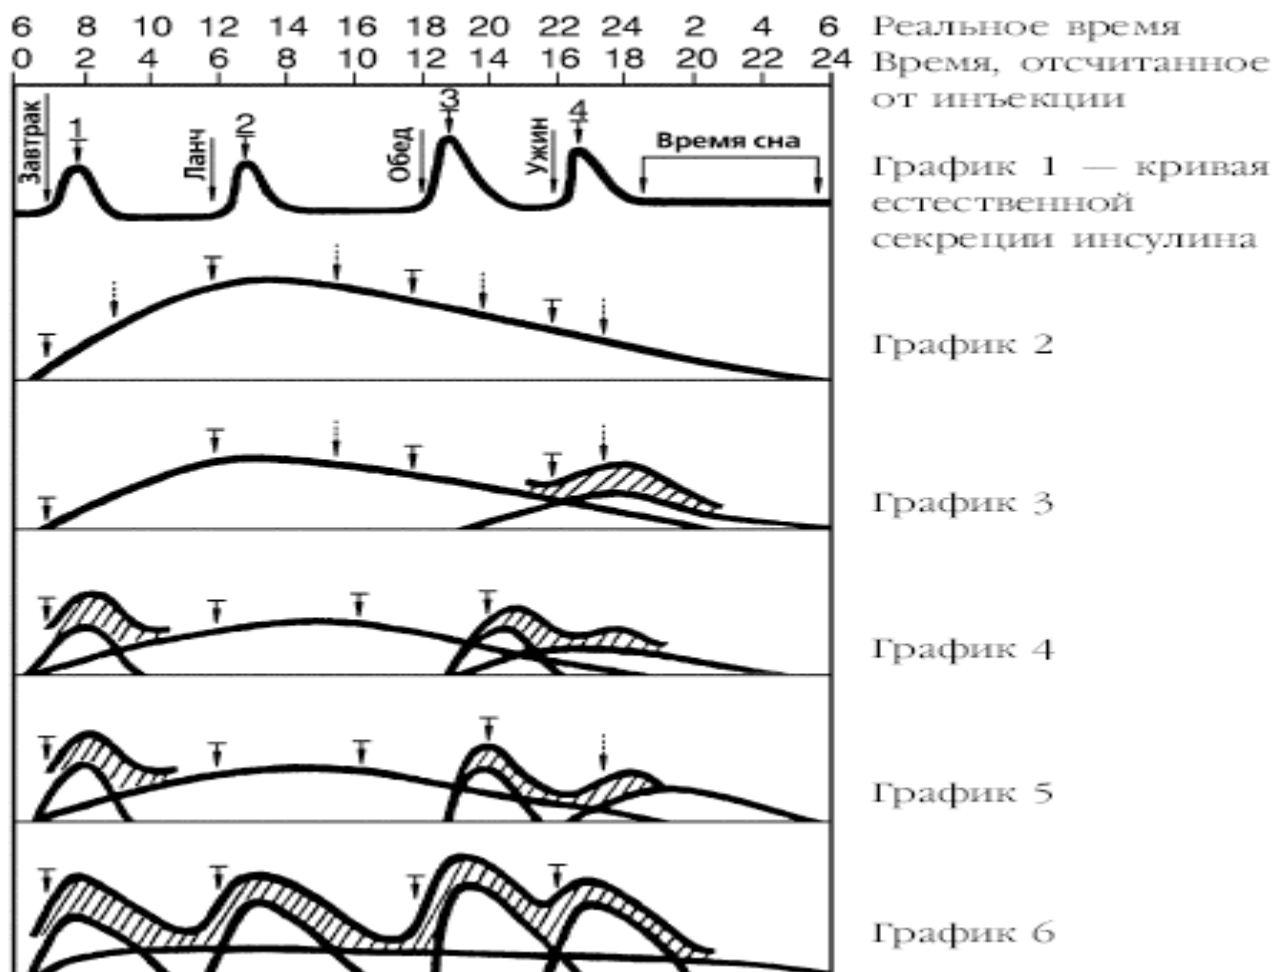 6 8 10 12 14 16 18 20 22 24 2 4 6 Реальное время
0 2 4 6 8 10 12 14 16 18 20 22 24 Время, отсчитанное
от инъекции
Завтрак
1
Ланч
2
Обед
3
Ужин
4
Время сна
График 1 — кривая
естественной
секреции инсулина
График 2
График 3
График 4
График 5
График 6